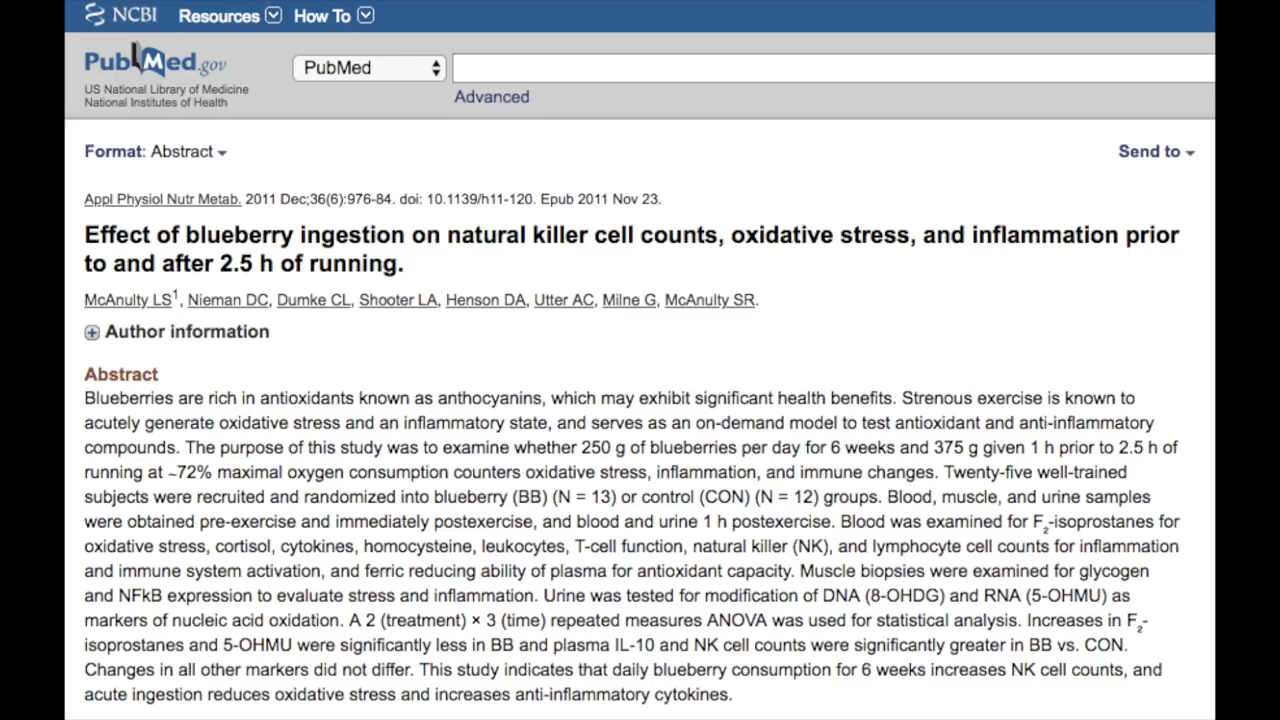 NCBI Resources How To
PubMed.gov
US National Library of Medicine
National Institutes of Health
PubMed
Advanced
Format: Abstract
Send to
Appl Physiol Nutr Metab. 2011 Dec;36(6):976-84. doi: 10.1139/h11-120. Epub 2011 Nov 23.
Effect of blueberry ingestion on natural killer cell counts, oxidative stress, and inflammation prior
to and after 2.5 h of running.
McAnulty LS1, Nieman DC, Dumke CL, Shooter LA, Henson DA, Utter AC, Milne G, McAnulty SR.
Author information
Abstract
Blueberries are rich in antioxidants known as anthocyanins, which may exhibit significant health benefits. Strenous exercise is known to
acutely generate oxidative stress and an inflammatory state, and serves as an on-demand model to test antioxidant and anti-inflammatory
compounds. The purpose of this study was to examine whether 250 g of blueberries per day for 6 weeks and 375 g given 1 h prior to 2.5 h of
running at ~72% maximal oxygen consumption counters oxidative stress, inflammation, and immune changes. Twenty-five well-trained
subjects were recruited and randomized into blueberry (BB) (N = 13) or control (CON) (N = 12) groups. Blood, muscle, and urine samples
were obtained pre-exercise and immediately postexercise, and blood and urine 1 h postexercise. Blood was examined for F2-isoprostanes for
oxidative stress, cortisol, cytokines, homocysteine, leukocytes, T-cell function, natural killer (NK), and lymphocyte cell counts for inflammation
and immune system activation, and ferric reducing ability of plasma for antioxidant capacity. Muscle biopsies were examined for glycogen
and NFkB expression to evaluate stress and inflammation. Urine was tested for modification of DNA (8-OHDG) and RNA (5-OHMU) as
markers of nucleic acid oxidation. A 2 (treatment) × 3 (time) repeated measures ANOVA was used for statistical analysis. Increases in F2-
isoprostanes and 5-OHMU were significantly less in BB and plasma IL-10 and NK cell counts were significantly greater in BB vs. CON.
Changes in all other markers did not differ. This study indicates that daily blueberry consumption for 6 weeks increases NK cell counts, and
acute ingestion reduces oxidative stress and increases anti-inflammatory cytokines.